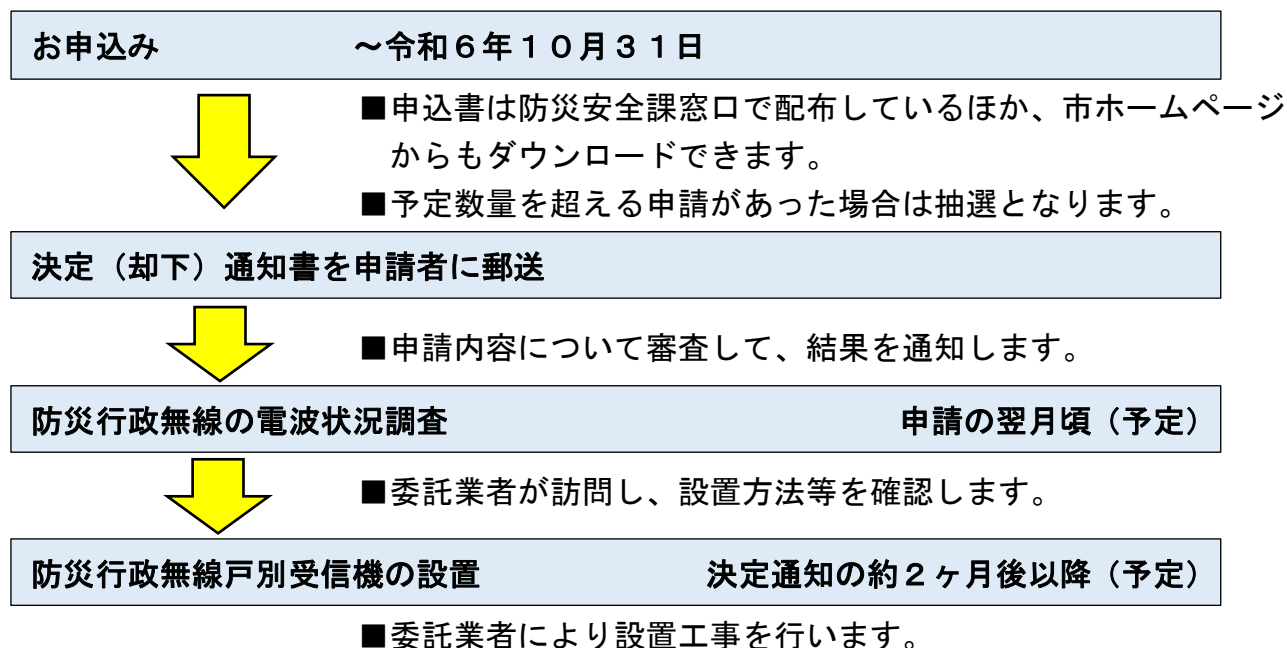 お申込み ～令和６年１０月３１日
■申込書は防災安全課窓口で配布しているほか、市ホームページ
からもダウンロードできます。
■予定数量を超える申請があった場合は抽選となります。
決定（却下）通知書を申請者に郵送
■申請内容について審査して、結果を通知します。
防災行政無線の電波状況調査 申請の翌月頃（予定）
■委託業者が訪問し、設置方法等を確認します。
防災行政無線戸別受信機の設置 決定通知の約２ヶ月後以降（予定）
■委託業者により設置工事を行います。